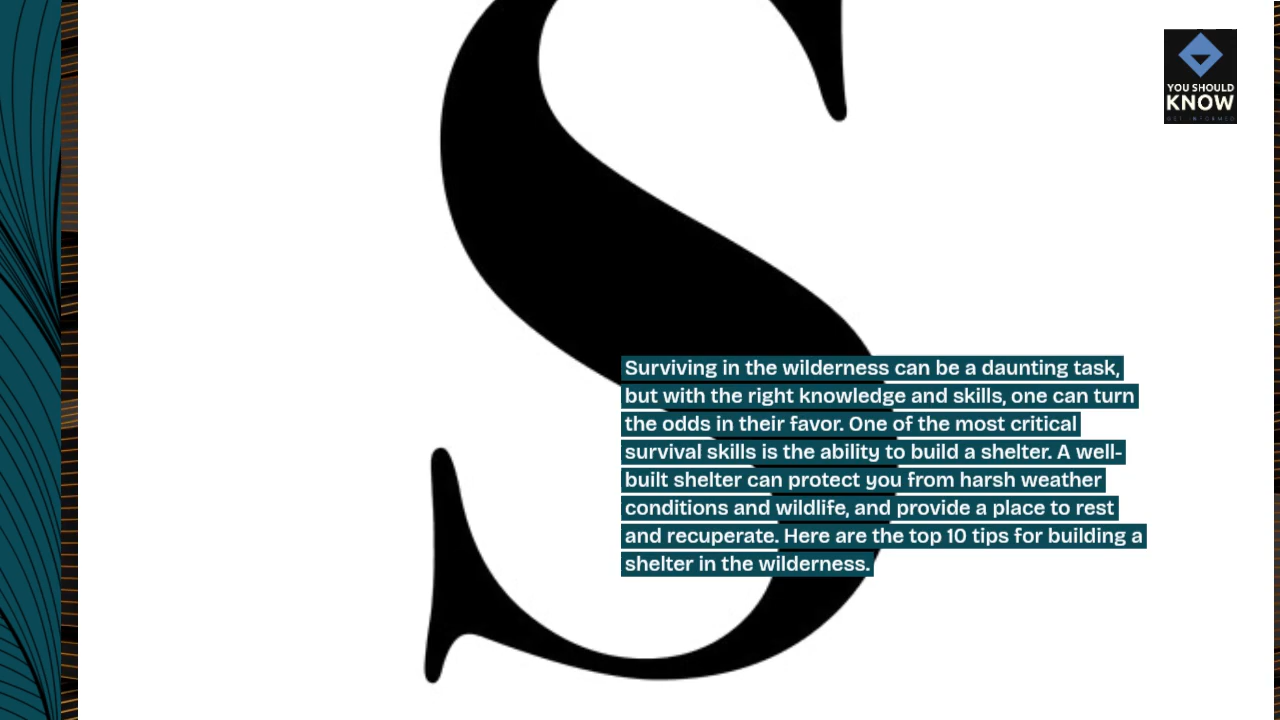 S
YOU SHOULD
KNOW
GET INFORMED
Surviving in the wilderness can be a daunting task,
but with the right knowledge and skills, one can turn
the odds in their favor. One of the most critical
survival skills is the ability to build a shelter. A well-
built shelter can protect you from harsh weather
conditions and wildlife, and provide a place to rest
and recuperate. Here are the top 10 tips for building a
shelter in the wilderness.